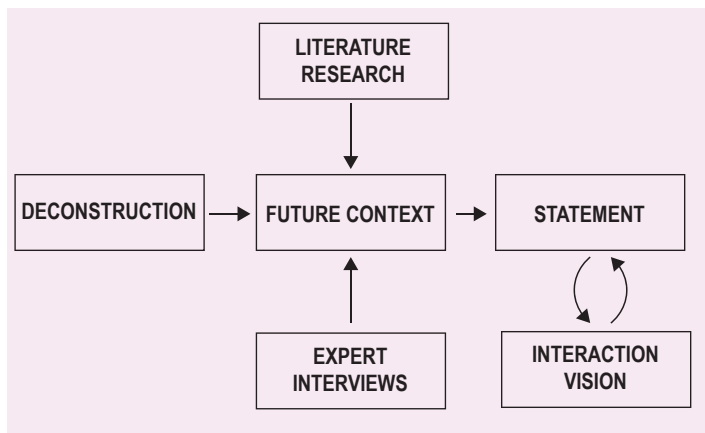 LITERATURE
RESEARCH
DECONSTRUCTION
FUTURE CONTEXT
STATEMENT
EXPERT
INTERVIEWS
INTERACTION
VISION